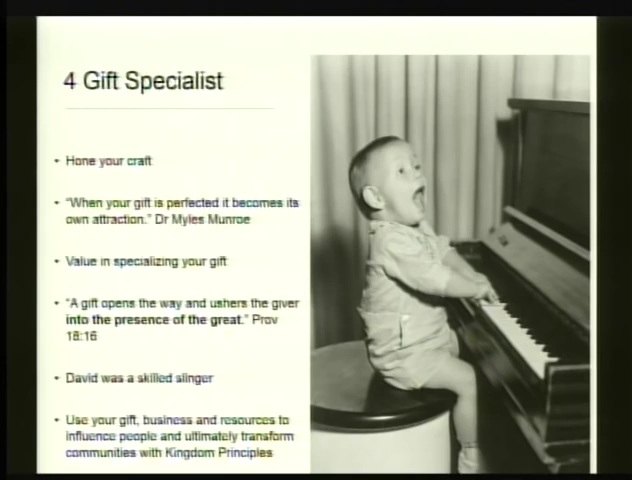 4 Gift Specialist
• Hone your craft
• "When your gift is perfected it becomes its
own attraction." Dr Myles Munroe
• Value in specializing your gift
• "A gift opens the way and ushers the giver
into the presence of the great." Prov
18:16
• David was a skilled slinger
• Use your gift, business and resources to
influence people and ultimately transform
communities with Kingdom Principles